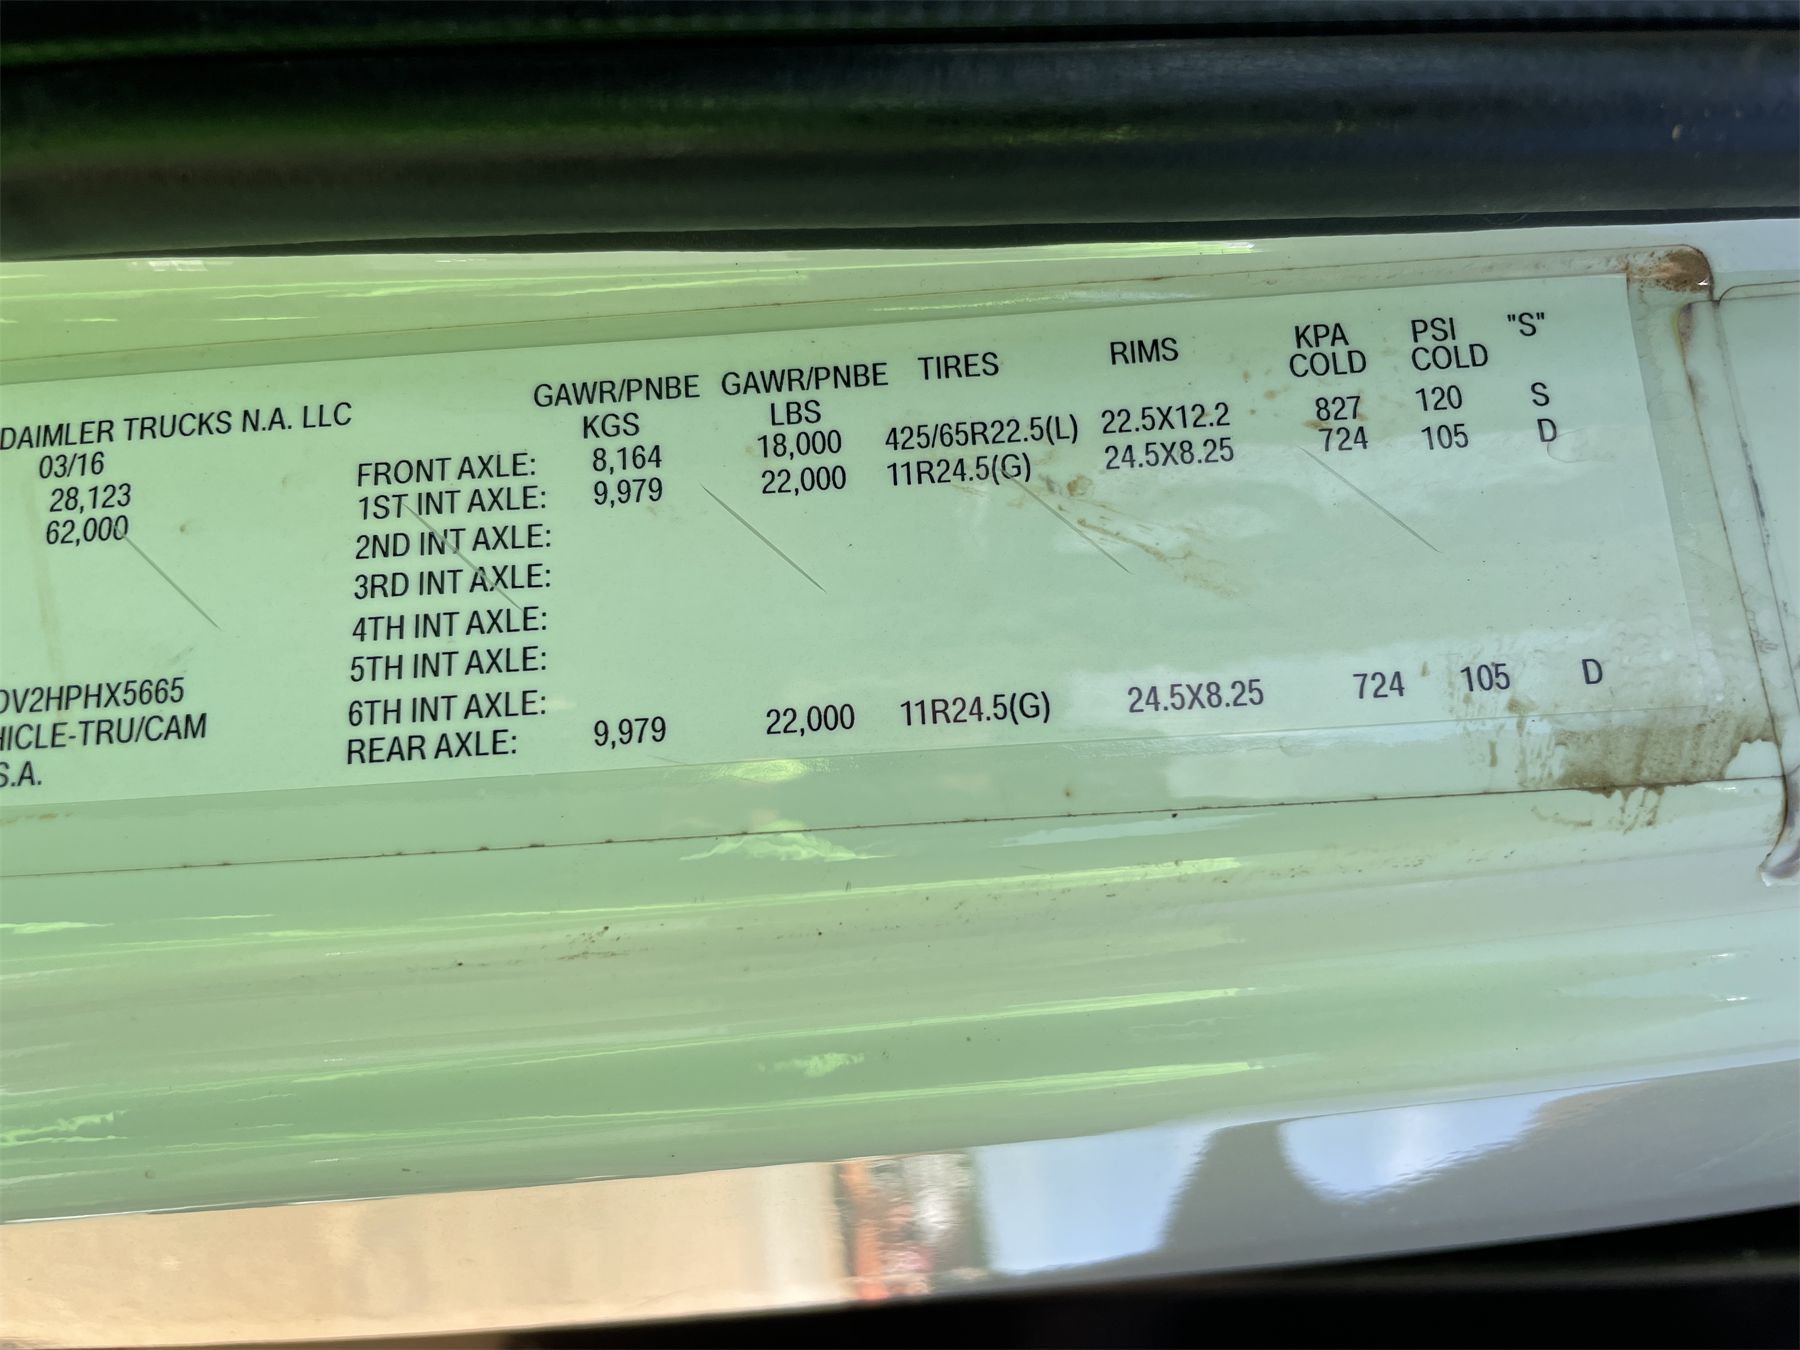 GAWR/PNBE GAWR/PNBE TIRES RIMS KPA PSI "S"
DAIMLER TRUCKS N.A. LLC KGS LBS COLD COLD
03/16 FRONT AXLE: 8,164 18,000 425/65R22.5(L) 22.5X12.2 827 120 S
28,123 1ST INT AXLE: 9,979 22,000 11R24.5(G) 24.5X8.25 724 105 D
62,000 2ND INT AXLE:
3RD INT AXLE:
4TH INT AXLE:
5TH INT AXLE:
DV2HPHX5665 6TH INT AXLE:
HICLE-TRU/CAM REAR AXLE: 9,979 22,000 11R24.5(G) 24.5X8.25 724 105 D
S.A.